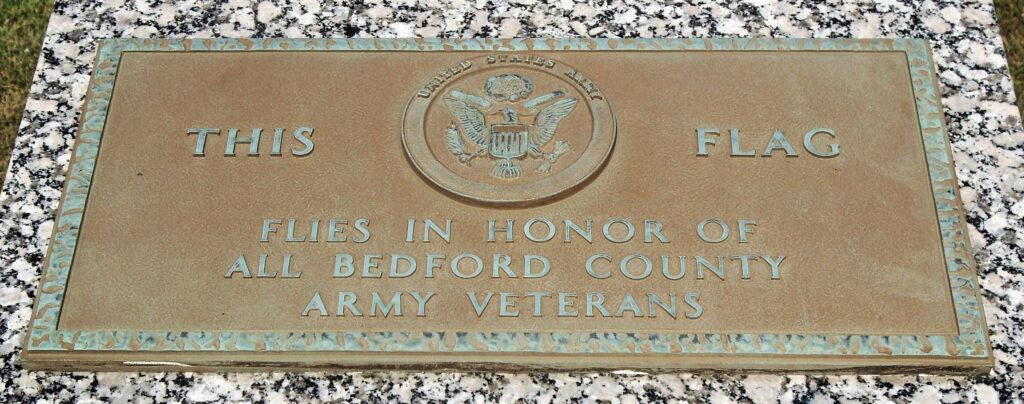 UNITED STATES ARMY
THIS FLAG
FLIES IN HONOR OF
ALL BEDFORD COUNTY
ARMY VETERANS